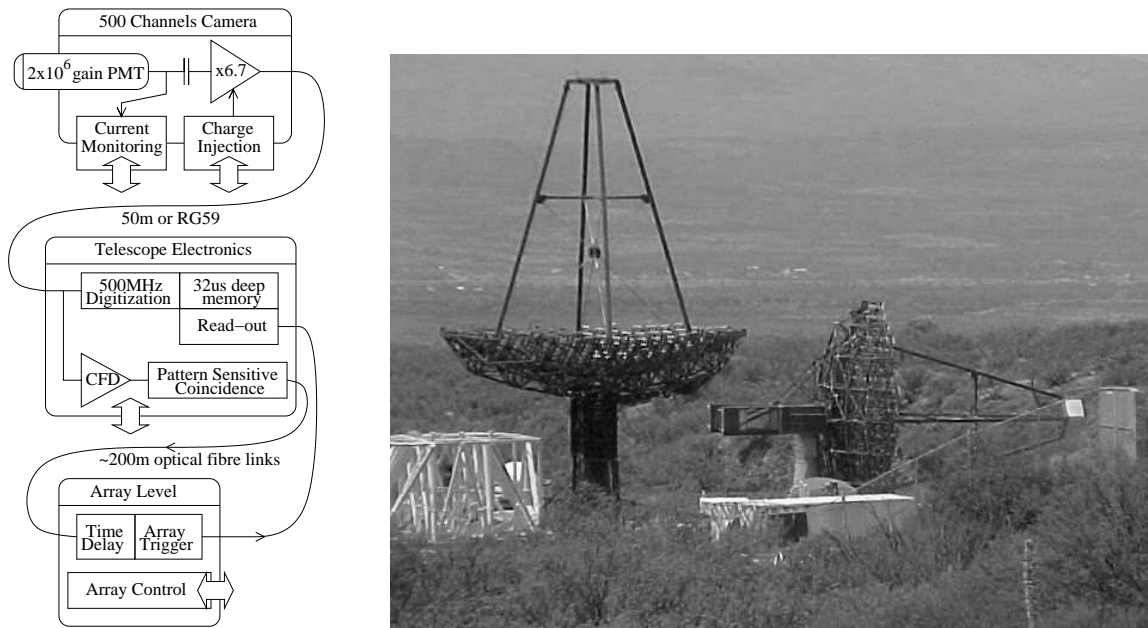 500 Channels Camera
2x10^6 gain PMT
x6.7
Current
Monitoring
Charge
Injection
50m or RG59
Telescope Electronics
500MHz
Digitization
32us deep
memory
Read-out
CFD
Pattern Sensitive
Coincidence
~200m optical fibre links
Array Level
Time
Delay
Array
Trigger
Array Control